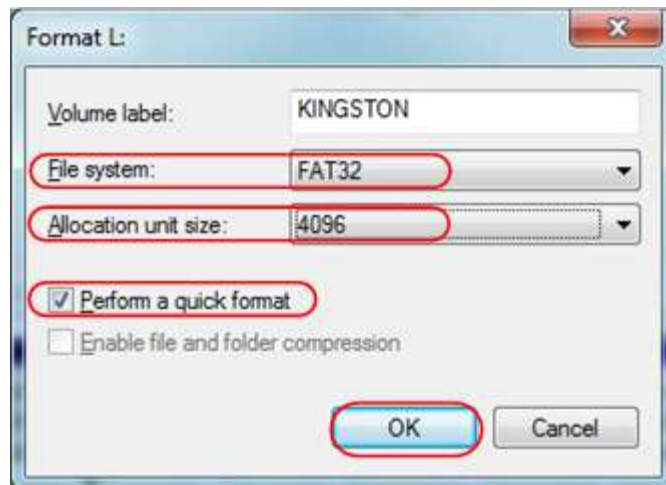 Format L:
Volume label: KINGSTON
File system: FAT32
Allocation unit size: 4096
Perform a quick format
Enable file and folder compression
OK Cancel